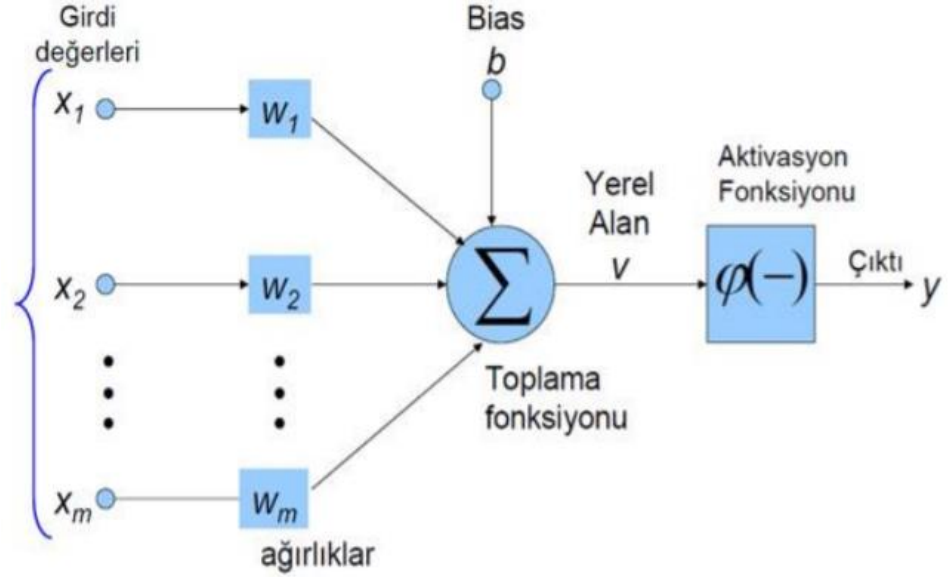 Girdi
değerleri
Bias
b
x1
w1
Aktivasyon
Fonksiyonu
Yerel
Alan
v
x2
w2
∑
φ(−)
Çıktı
y
Toplama
fonksiyonu
xm
wm
ağırlıklar